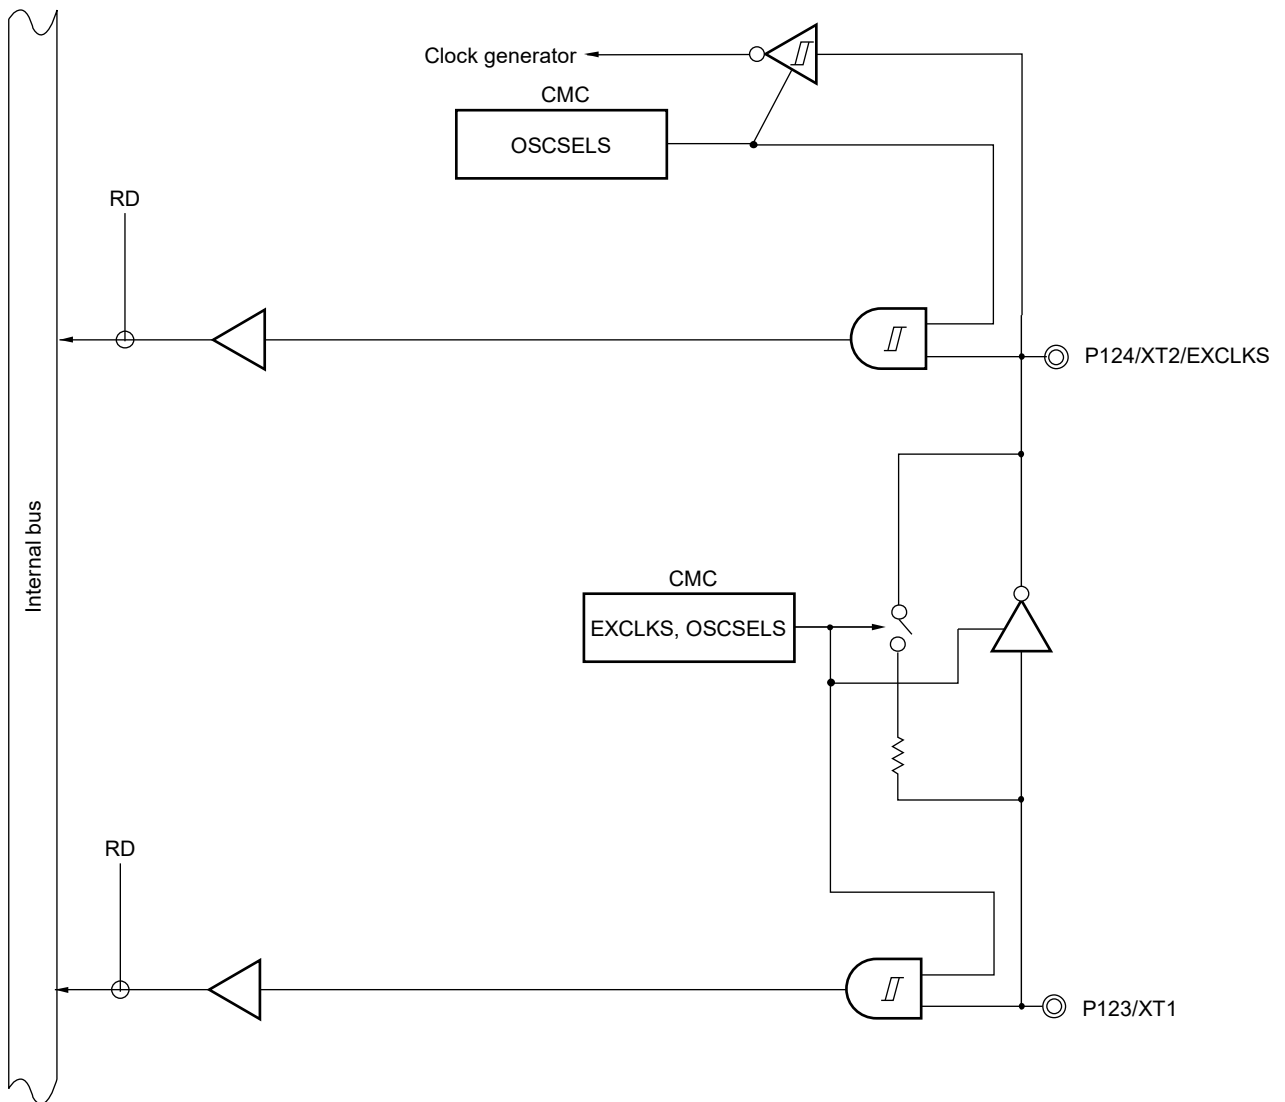 Clock generator
CMC
OSCSELS
RD
P124/XT2/EXCLKS
Internal bus
CMC
EXCLKS, OSCSELS
RD
P123/XT1